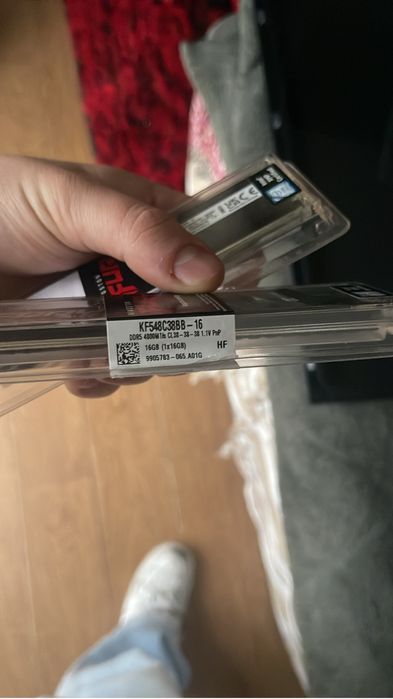 KF548C38BB-16
DDR5 4800MT/s CL38-38-38 1.1V PnP
16GB (1x16GB) HF
9905783-065.A01G